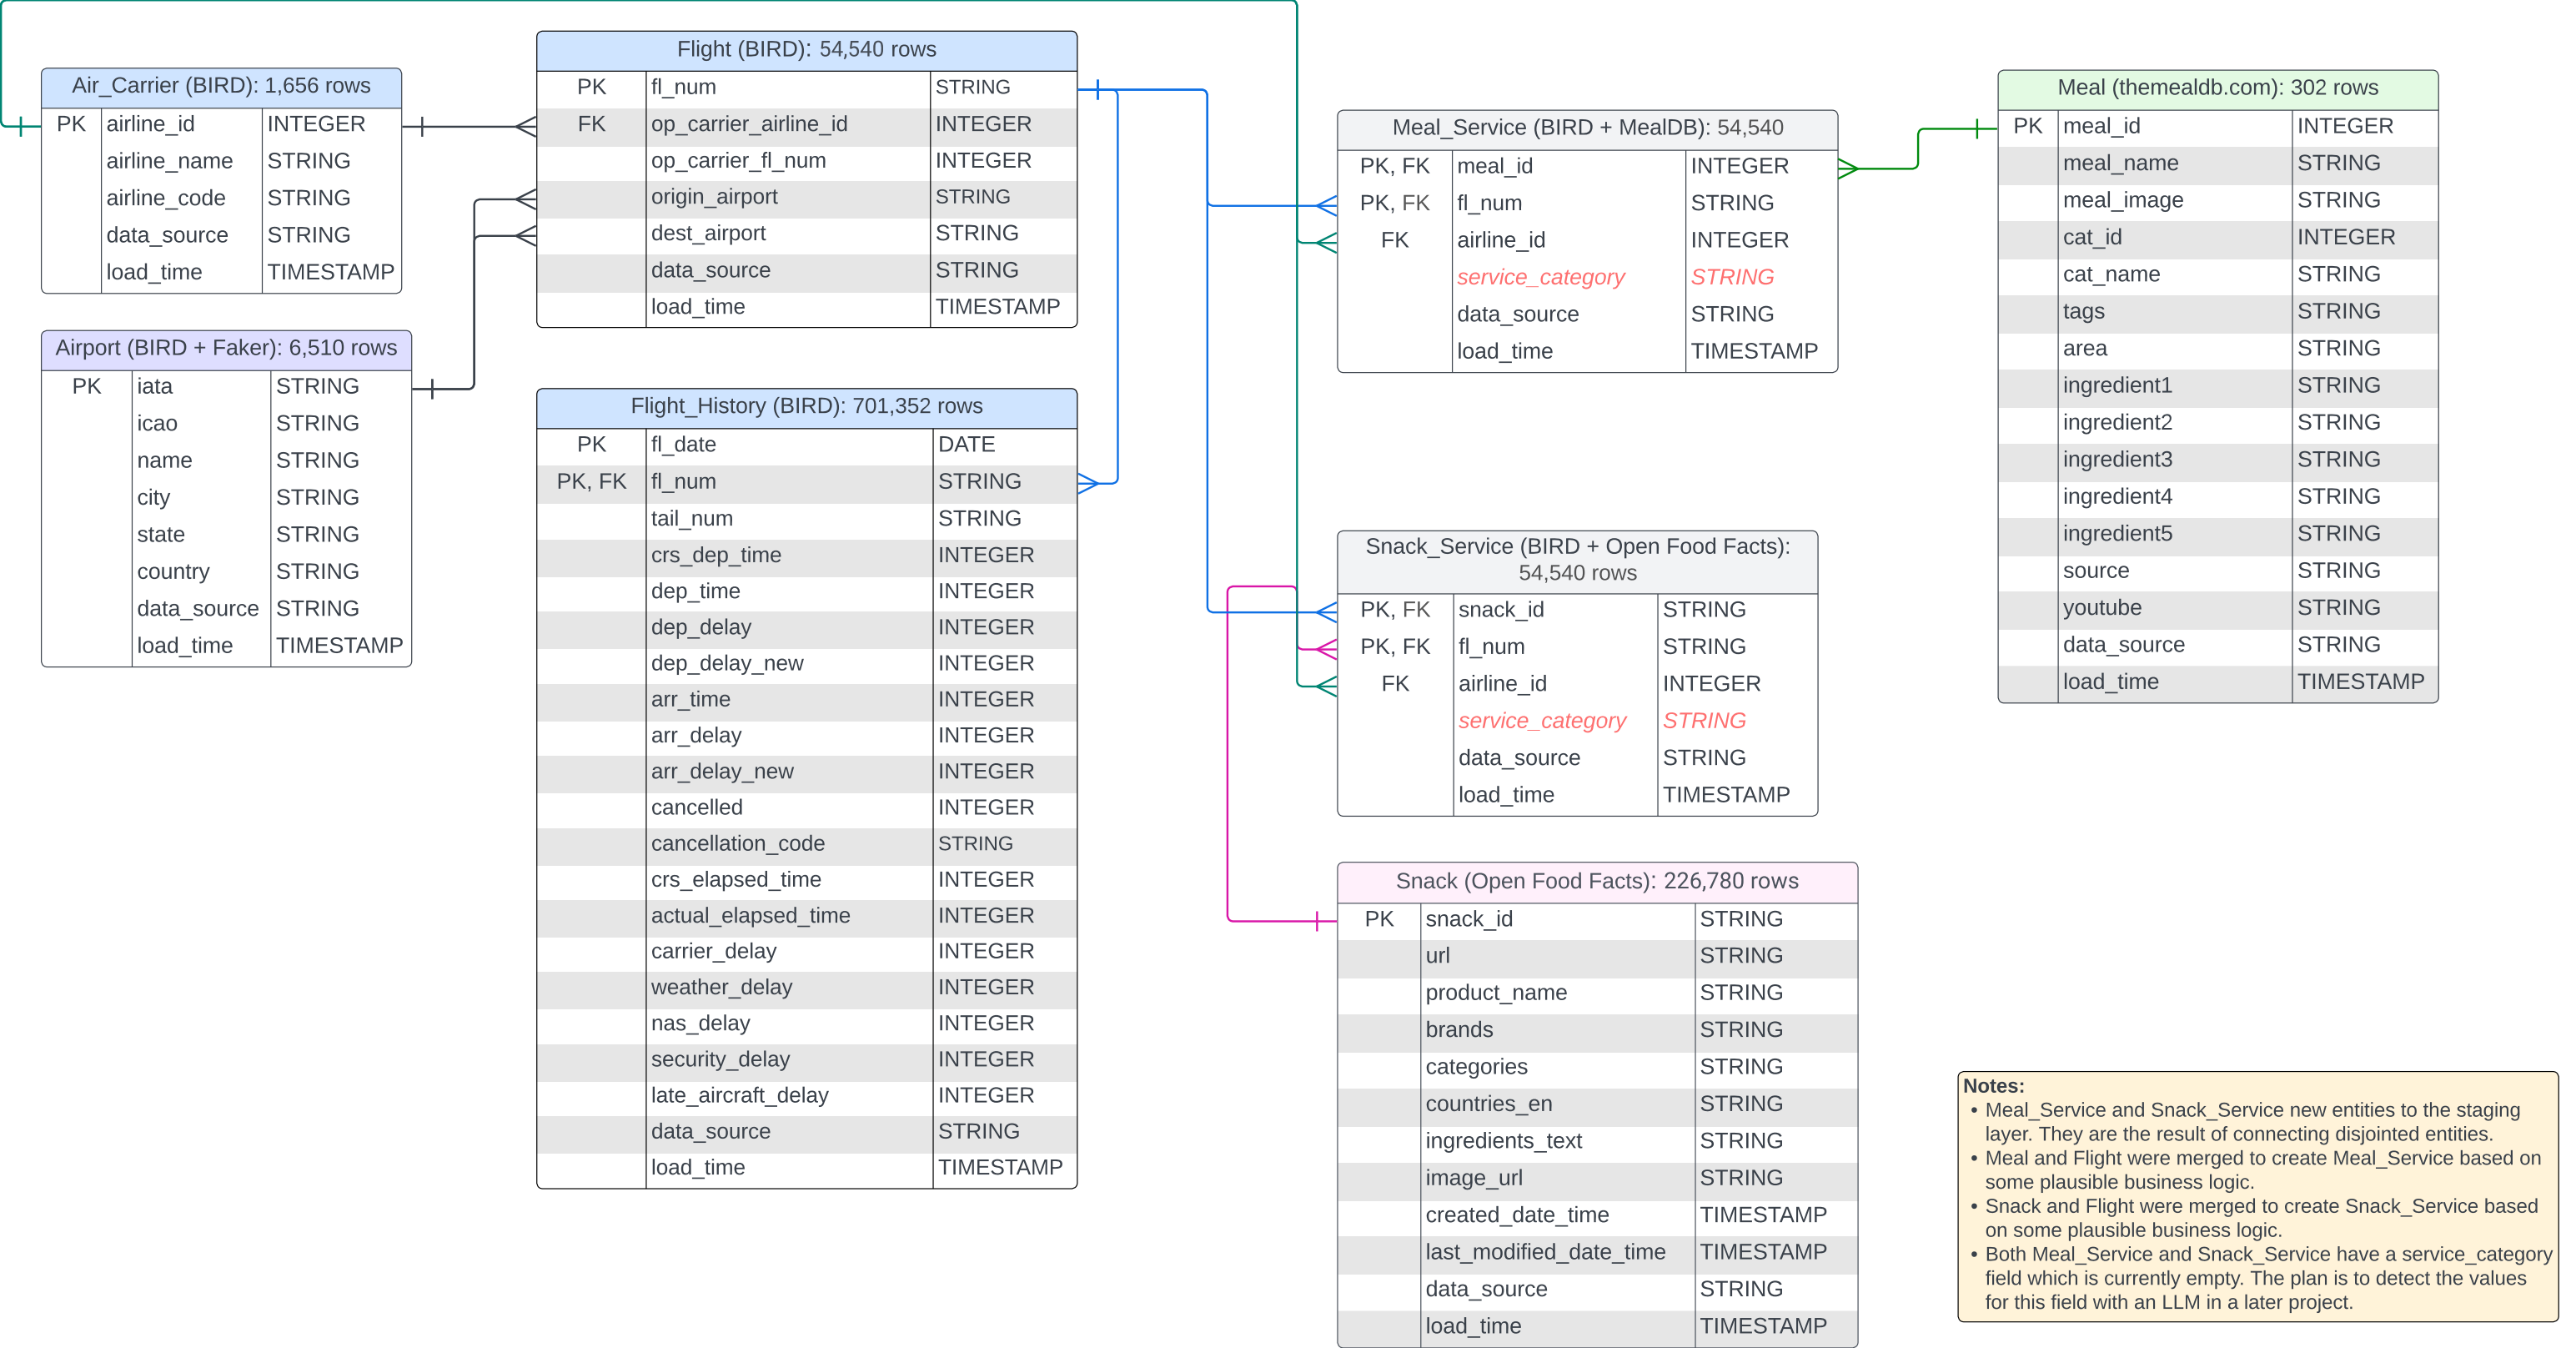 Air_Carrier (BIRD): 1,656 rows
PK airline_id INTEGER
airline_name STRING
airline_code STRING
data_source STRING
load_time TIMESTAMP
Airport (BIRD + Faker): 6,510 rows
PK iata STRING
icao STRING
name STRING
city STRING
state STRING
country STRING
data_source STRING
load_time TIMESTAMP
Flight (BIRD): 54,540 rows
PK fl_num STRING
FK op_carrier_airline_id INTEGER
op_carrier_fl_num INTEGER
origin_airport STRING
dest_airport STRING
data_source STRING
load_time TIMESTAMP
Flight_History (BIRD): 701,352 rows
PK fl_date DATE
PK, FK fl_num STRING
tail_num STRING
crs_dep_time INTEGER
dep_time INTEGER
dep_delay INTEGER
dep_delay_new INTEGER
arr_time INTEGER
arr_delay INTEGER
arr_delay_new INTEGER
cancelled INTEGER
cancellation_code STRING
crs_elapsed_time INTEGER
actual_elapsed_time INTEGER
carrier_delay INTEGER
weather_delay INTEGER
nas_delay INTEGER
security_delay INTEGER
late_aircraft_delay INTEGER
data_source STRING
load_time TIMESTAMP
Meal_Service (BIRD + MealDB): 54,540
PK, FK meal_id INTEGER
PK, FK fl_num STRING
FK airline_id INTEGER
service_category STRING
data_source STRING
load_time TIMESTAMP
Snack_Service (BIRD + Open Food Facts):
54,540 rows
PK, FK snack_id STRING
PK, FK fl_num STRING
FK airline_id INTEGER
service_category STRING
data_source STRING
load_time TIMESTAMP
Snack (Open Food Facts): 226,780 rows
PK snack_id STRING
url STRING
product_name STRING
brands STRING
categories STRING
countries_en STRING
ingredients_text STRING
image_url STRING
created_date_time TIMESTAMP
last_modified_date_time TIMESTAMP
data_source STRING
load_time TIMESTAMP
Meal (themealdb.com): 302 rows
PK meal_id INTEGER
meal_name STRING
meal_image STRING
cat_id INTEGER
cat_name STRING
tags STRING
area STRING
ingredient1 STRING
ingredient2 STRING
ingredient3 STRING
ingredient4 STRING
ingredient5 STRING
source STRING
youtube STRING
data_source STRING
load_time TIMESTAMP
Notes:
• Meal_Service and Snack_Service new entities to the staging
layer. They are the result of connecting disjointed entities.
• Meal and Flight were merged to create Meal_Service based on
some plausible business logic.
• Snack and Flight were merged to create Snack_Service based
on some plausible business logic.
• Both Meal_Service and Snack_Service have a service_category
field which is currently empty. The plan is to detect the values
for this field with an LLM in a later project.